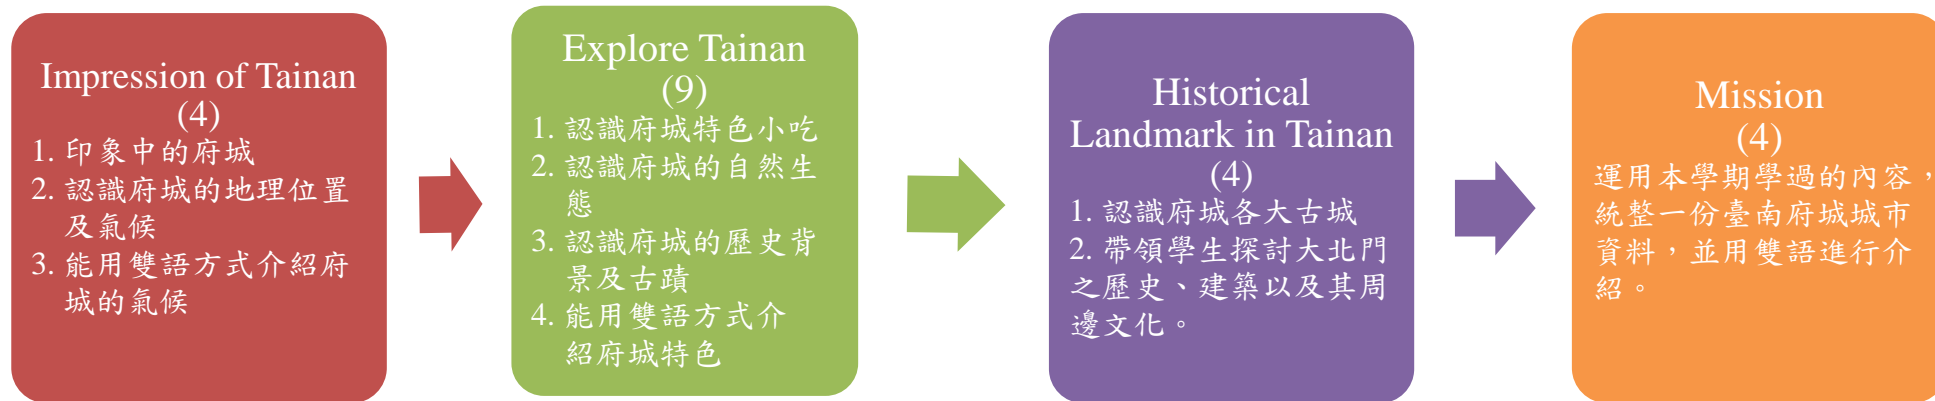 Impression of Tainan
(4)
1. 印象中的府城
2. 認識府城的地理位置
及氣候
3. 能用雙語方式介紹府
城的氣候
Explore Tainan
(9)
1. 認識府城特色小吃
2. 認識府城的自然生
態
3. 認識府城的歷史背
景及古蹟
4. 能用雙語方式介
紹府城特色
Historical
Landmark in Tainan
(4)
1. 認識府城各大古城
2. 帶領學生探討大北門
之歷史、建築以及其周
邊文化。
Mission
(4)
運用本學期學過的內容，
統整一份臺南府城城市
資料，並用雙語進行介
紹。